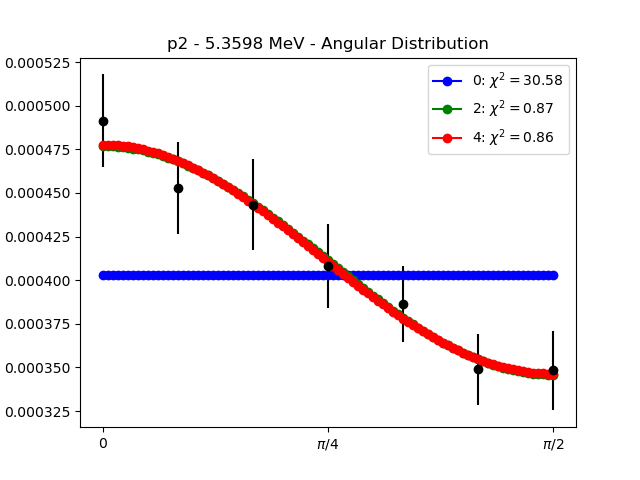 p2 - 5.3598 MeV - Angular Distribution
0: χ² = 30.58
2: χ² = 0.87
4: χ² = 0.86
0.000525
0.000500
0.000475
0.000450
0.000425
0.000400
0.000375
0.000350
0.000325
0
π/4
π/2